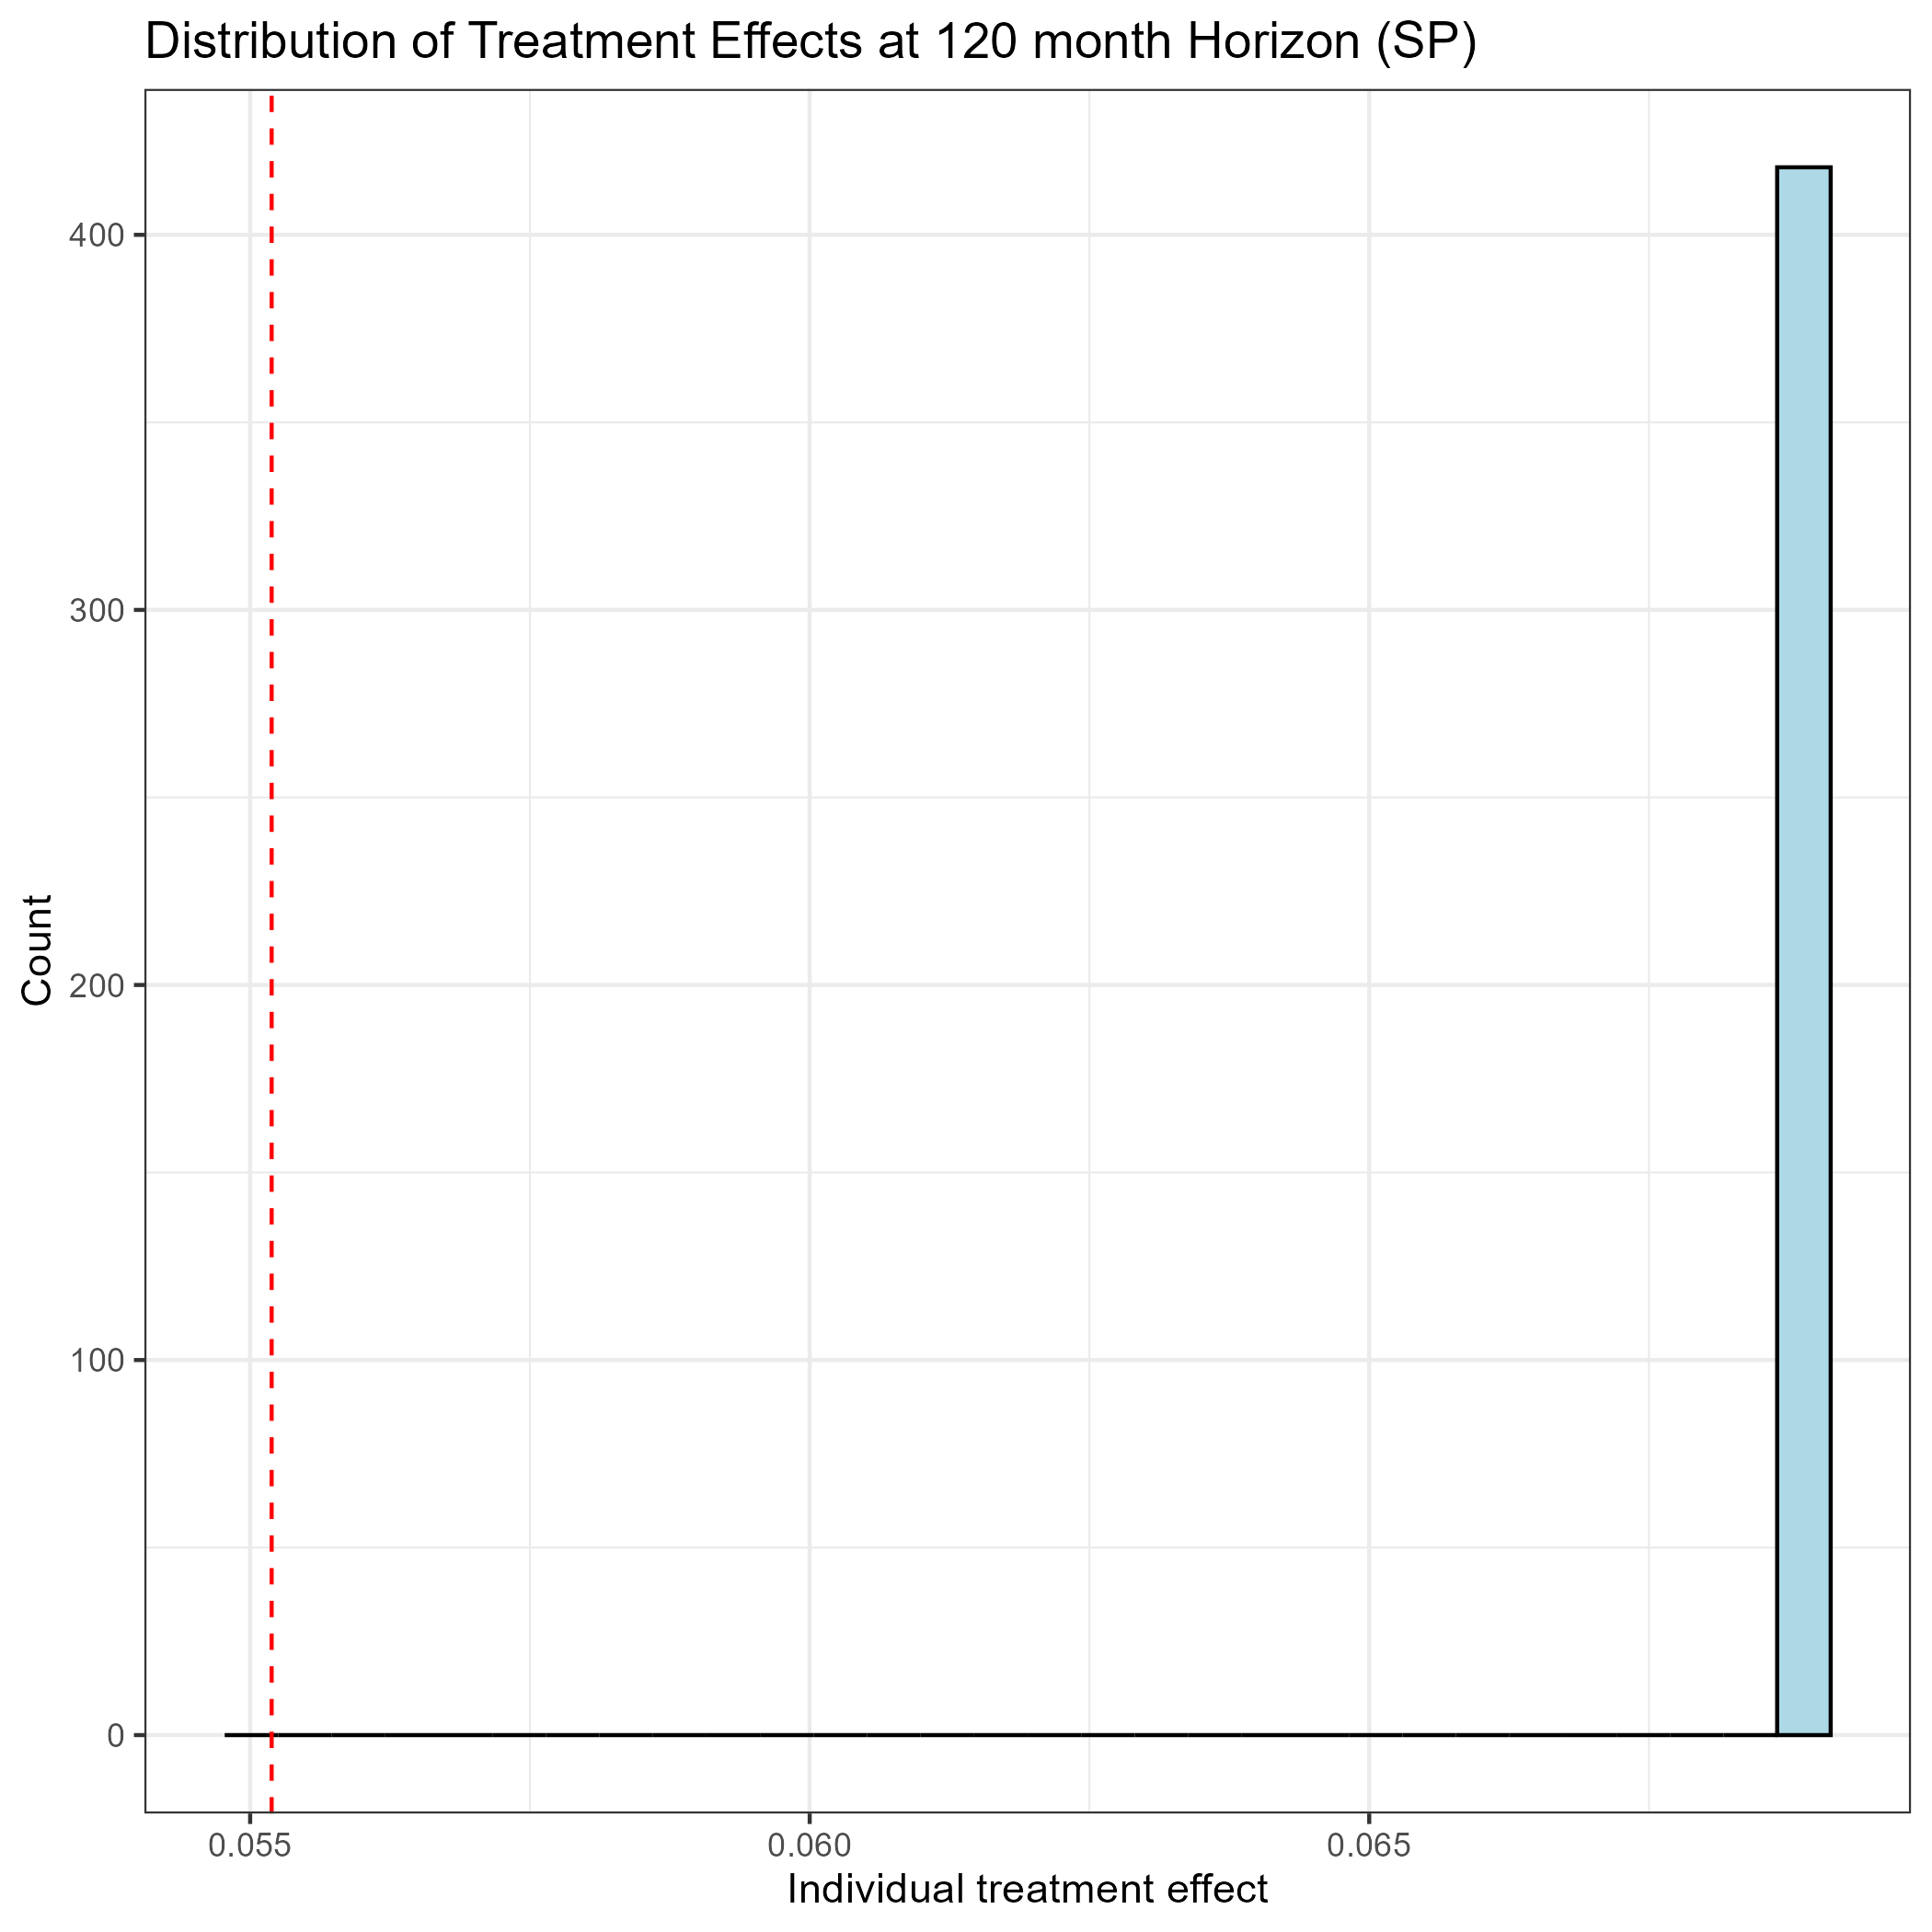 Distribution of Treatment Effects at 120 month Horizon (SP)
Count
400
300
200
100
0
0.055 0.060 0.065
Individual treatment effect